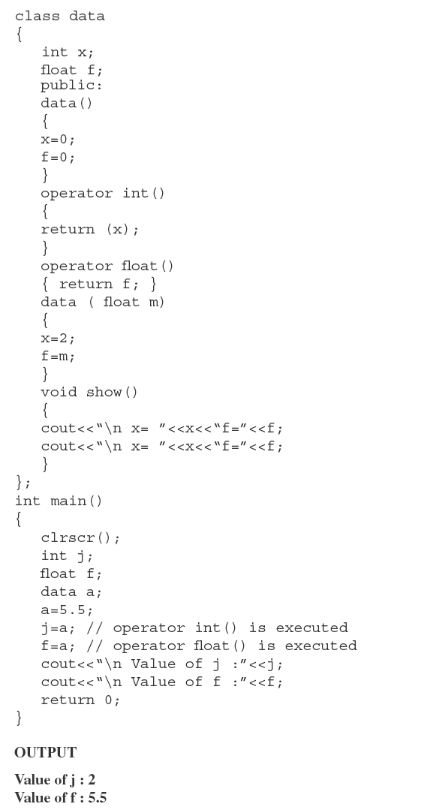 class data
{
int x;
float f;
public:
data()
{
x=0;
f=0;
}
operator int()
{
return (x);
}
operator float()
{ return f; }
data ( float m)
{
x=2;
f=m;
}
void show()
{
cout<<“\n x= ”<<x<<“f=”<<f;
cout<<“\n x= ”<<x<<“f=”<<f;
}
};
int main()
{
clrscr();
int j;
float f;
data a;
a=5.5;
j=a; // operator int() is executed
f=a; // operator float() is executed
cout<<“\n Value of j :”<<j;
cout<<“\n Value of f :”<<f;
return 0;
}
OUTPUT
Value of j : 2
Value of f : 5.5